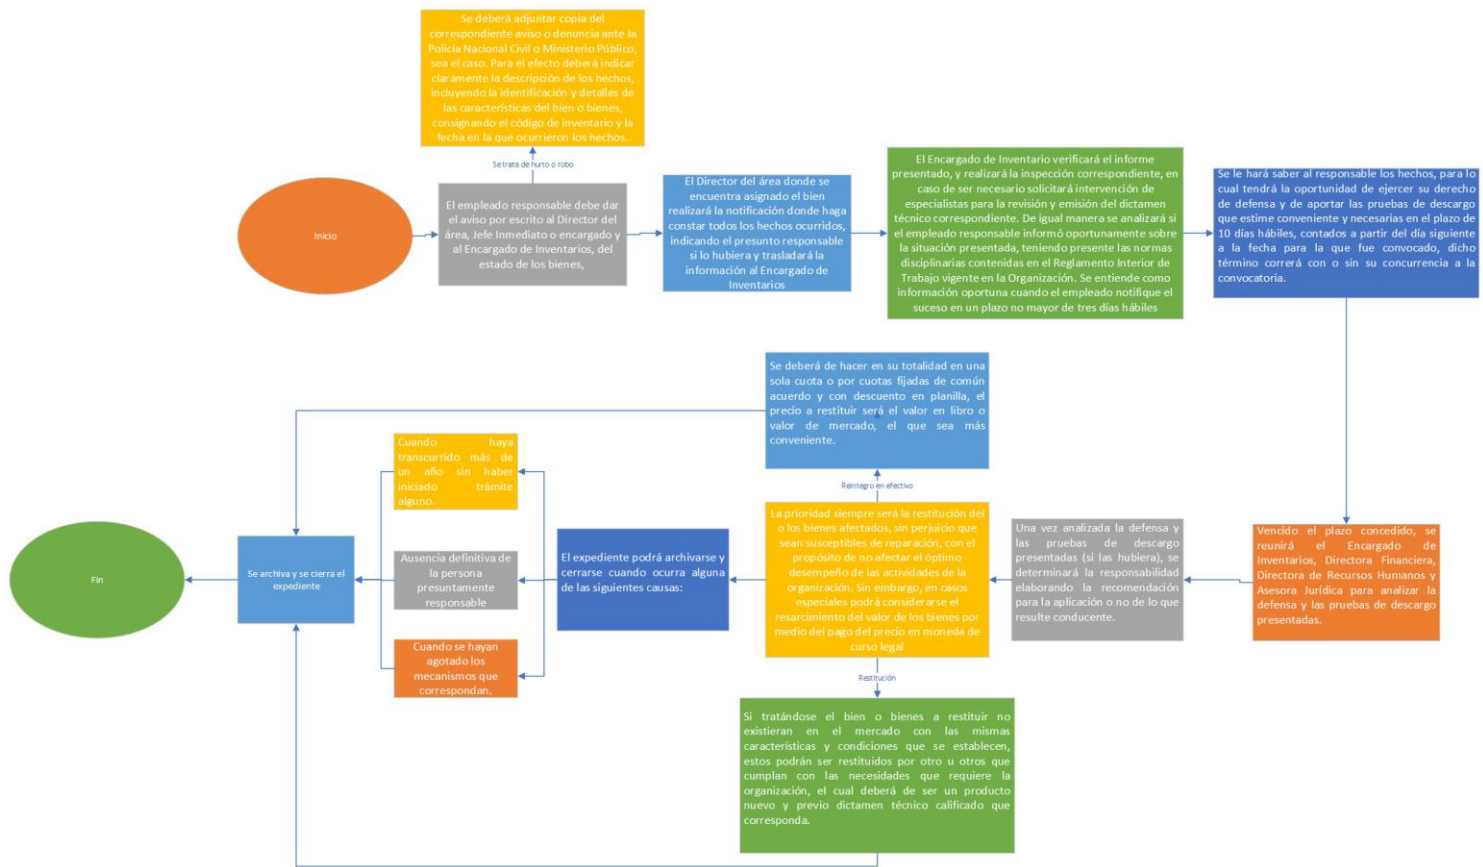 Se deberá adjuntar copia del
correspondiente aviso o denuncia ante la
Policía Nacional Civil o Ministerio Público,
sea el caso. Para el efecto deberá indicar
claramente la descripción de los hechos,
incluyendo la identificación y detalles de
las características del bien o bienes,
consignando el código de inventario y la
fecha en la que ocurrieron los hechos.
Se trata de hurto o robo
Inicio
El empleado responsable debe dar
el aviso por escrito al Director del
área, Jefe Inmediato o encargado y
y al Encargado de Inventarios, del
estado de los bienes,
El Director del área donde se
encuentra asignado el bien
realizará la notificación donde haga
constar todos los hechos ocurridos,
indicando el presunto responsable
si lo hubiera y trasladará la
información al Encargado de
Inventarios
El Encargado de Inventario verificará el informe
presentado, y realizará la inspección correspondiente, en
caso de ser necesario solicitará intervención de
especialistas para la revisión y emisión del dictamen
técnico correspondiente. De igual manera se analizará si
el empleado responsable informó oportunamente sobre
la situación presentada, teniendo presente las normas
disciplinarias contenidas en el Reglamento Interior de
Trabajo vigente en la Organización. Se entiende como
información oportuna cuando el empleado notifique el
suceso en un plazo no mayor de tres días hábiles
Se le hará saber al responsable los hechos, para lo
cual tendrá la oportunidad de ejercer su derecho
de defensa y de aportar las pruebas de descargo
que estime conveniente y necesarias en el plazo de
10 días hábiles, contados a partir del día siguiente
a la fecha para la que fue convocado, dicho
término correrá con o sin su concurrencia a la
convocatoria.
Vencido el plazo concedido, se
reunirá el Encargado de
Inventarios, Directora Financiera,
Directora de Recursos Humanos y
Asesora Jurídica para analizar la
defensa y las pruebas de descargo
presentadas.
Una vez analizada la defensa y
las pruebas de descargo
presentadas (si las hubiera), se
determinará la responsabilidad
elaborando la recomendación
para la aplicación o no de lo que
resulte conducente.
La prioridad siempre será la restitución del
o los bienes afectados, sin perjuicio que
sean susceptibles de reparación, con el
propósito de no afectar el óptimo
desempeño de las actividades de la
organización. Sin embargo, en casos
especiales podrá considerarse el
resarcimiento del valor de los bienes por
medio del pago del precio en moneda de
curso legal
Reintegro en efectivo
Se deberá de hacer en su totalidad en una
sola cuota o por cuotas fijadas de común
acuerdo y con descuento en planilla, el
precio a restituir será el valor en libro o
valor de mercado, el que sea más
conveniente.
Restitución
Si tratándose el bien o bienes a restituir no
existieran en el mercado con las mismas
características y condiciones que se establecen,
estos podrán ser restituidos por otro u otros que
cumplan con las necesidades que requiere la
organización, el cual deberá de ser un producto
nuevo y previo dictamen técnico calificado que
corresponda.
El expediente podrá archivarse y
cerrarse cuando ocurra alguna
de las siguientes causas:
Cuando haya
transcurrido más de
un año sin haber
iniciado trámite
alguno.
Ausencia definitiva de
la persona
presuntamente
responsable
Cuando se hayan
agotado los
mecanismos que
correspondan.
Se archiva y se cierra el
expediente
Fin